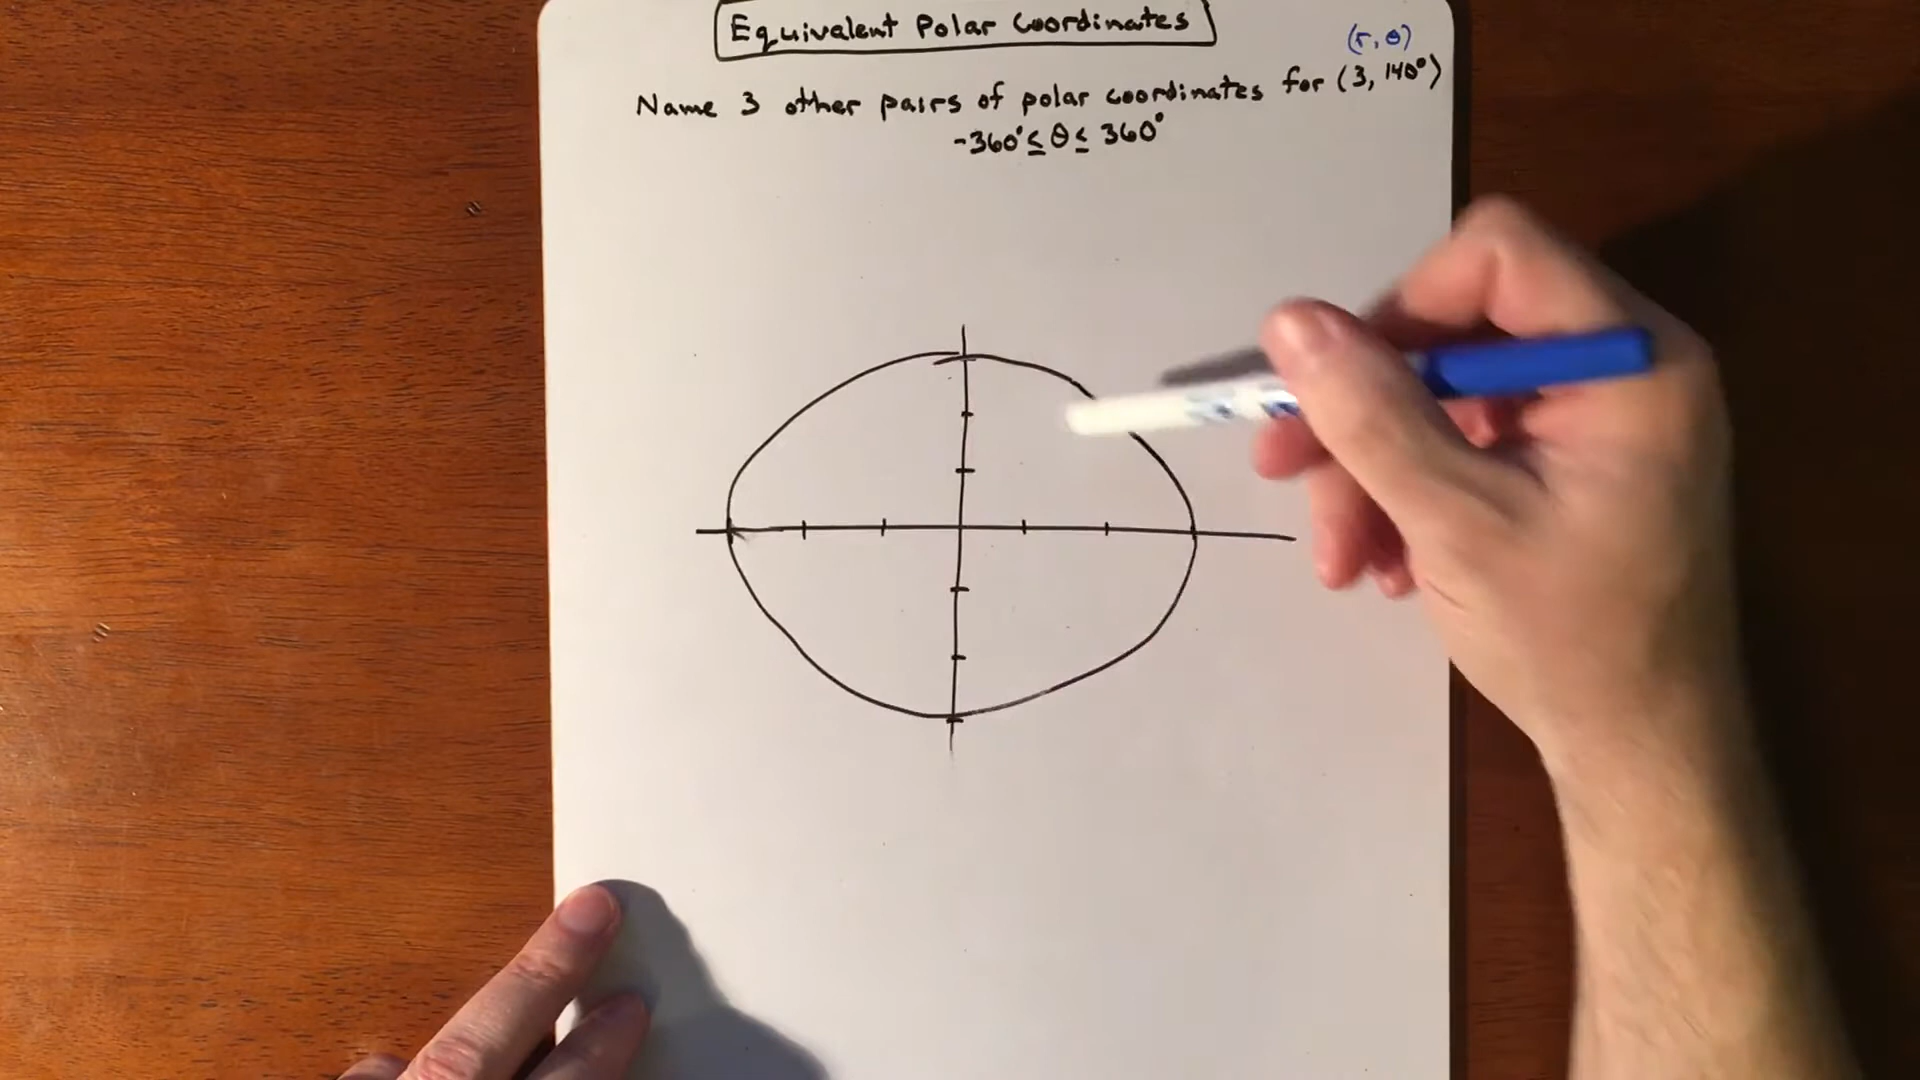 Equivalent Polar Coordinates
(r, θ)
Name 3 other pairs of polar coordinates for (3, 140°)
-360° ≤ θ ≤ 360°